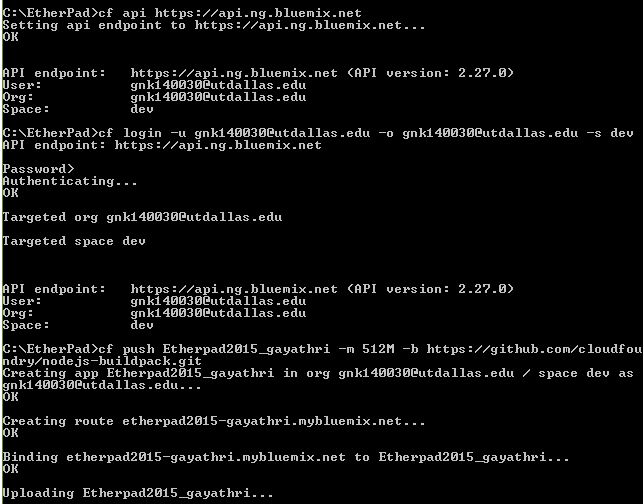 C:\EtherPad>cf api https://api.ng.bluemix.net
Setting api endpoint to https://api.ng.bluemix.net...
OK
API endpoint:   https://api.ng.bluemix.net (API version: 2.27.0)
User:           gnk140030@utdallas.edu
Org:            gnk140030@utdallas.edu
Space:          dev
C:\EtherPad>cf login -u gnk140030@utdallas.edu -o gnk140030@utdallas.edu -s dev
API endpoint: https://api.ng.bluemix.net
Password>
Authenticating...
OK
Targeted org gnk140030@utdallas.edu
Targeted space dev
API endpoint:   https://api.ng.bluemix.net (API version: 2.27.0)
User:           gnk140030@utdallas.edu
Org:            gnk140030@utdallas.edu
Space:          dev
C:\EtherPad>cf push Etherpad2015_gayathri -m 512M -b https://github.com/cloudfou
ndry/nodejs-buildpack.git
Creating app Etherpad2015_gayathri in org gnk140030@utdallas.edu / space dev as
gnk140030@utdallas.edu...
OK
Creating route etherpad2015-gayathri.mybluemix.net...
OK
Binding etherpad2015-gayathri.mybluemix.net to Etherpad2015_gayathri...
OK
Uploading Etherpad2015_gayathri...